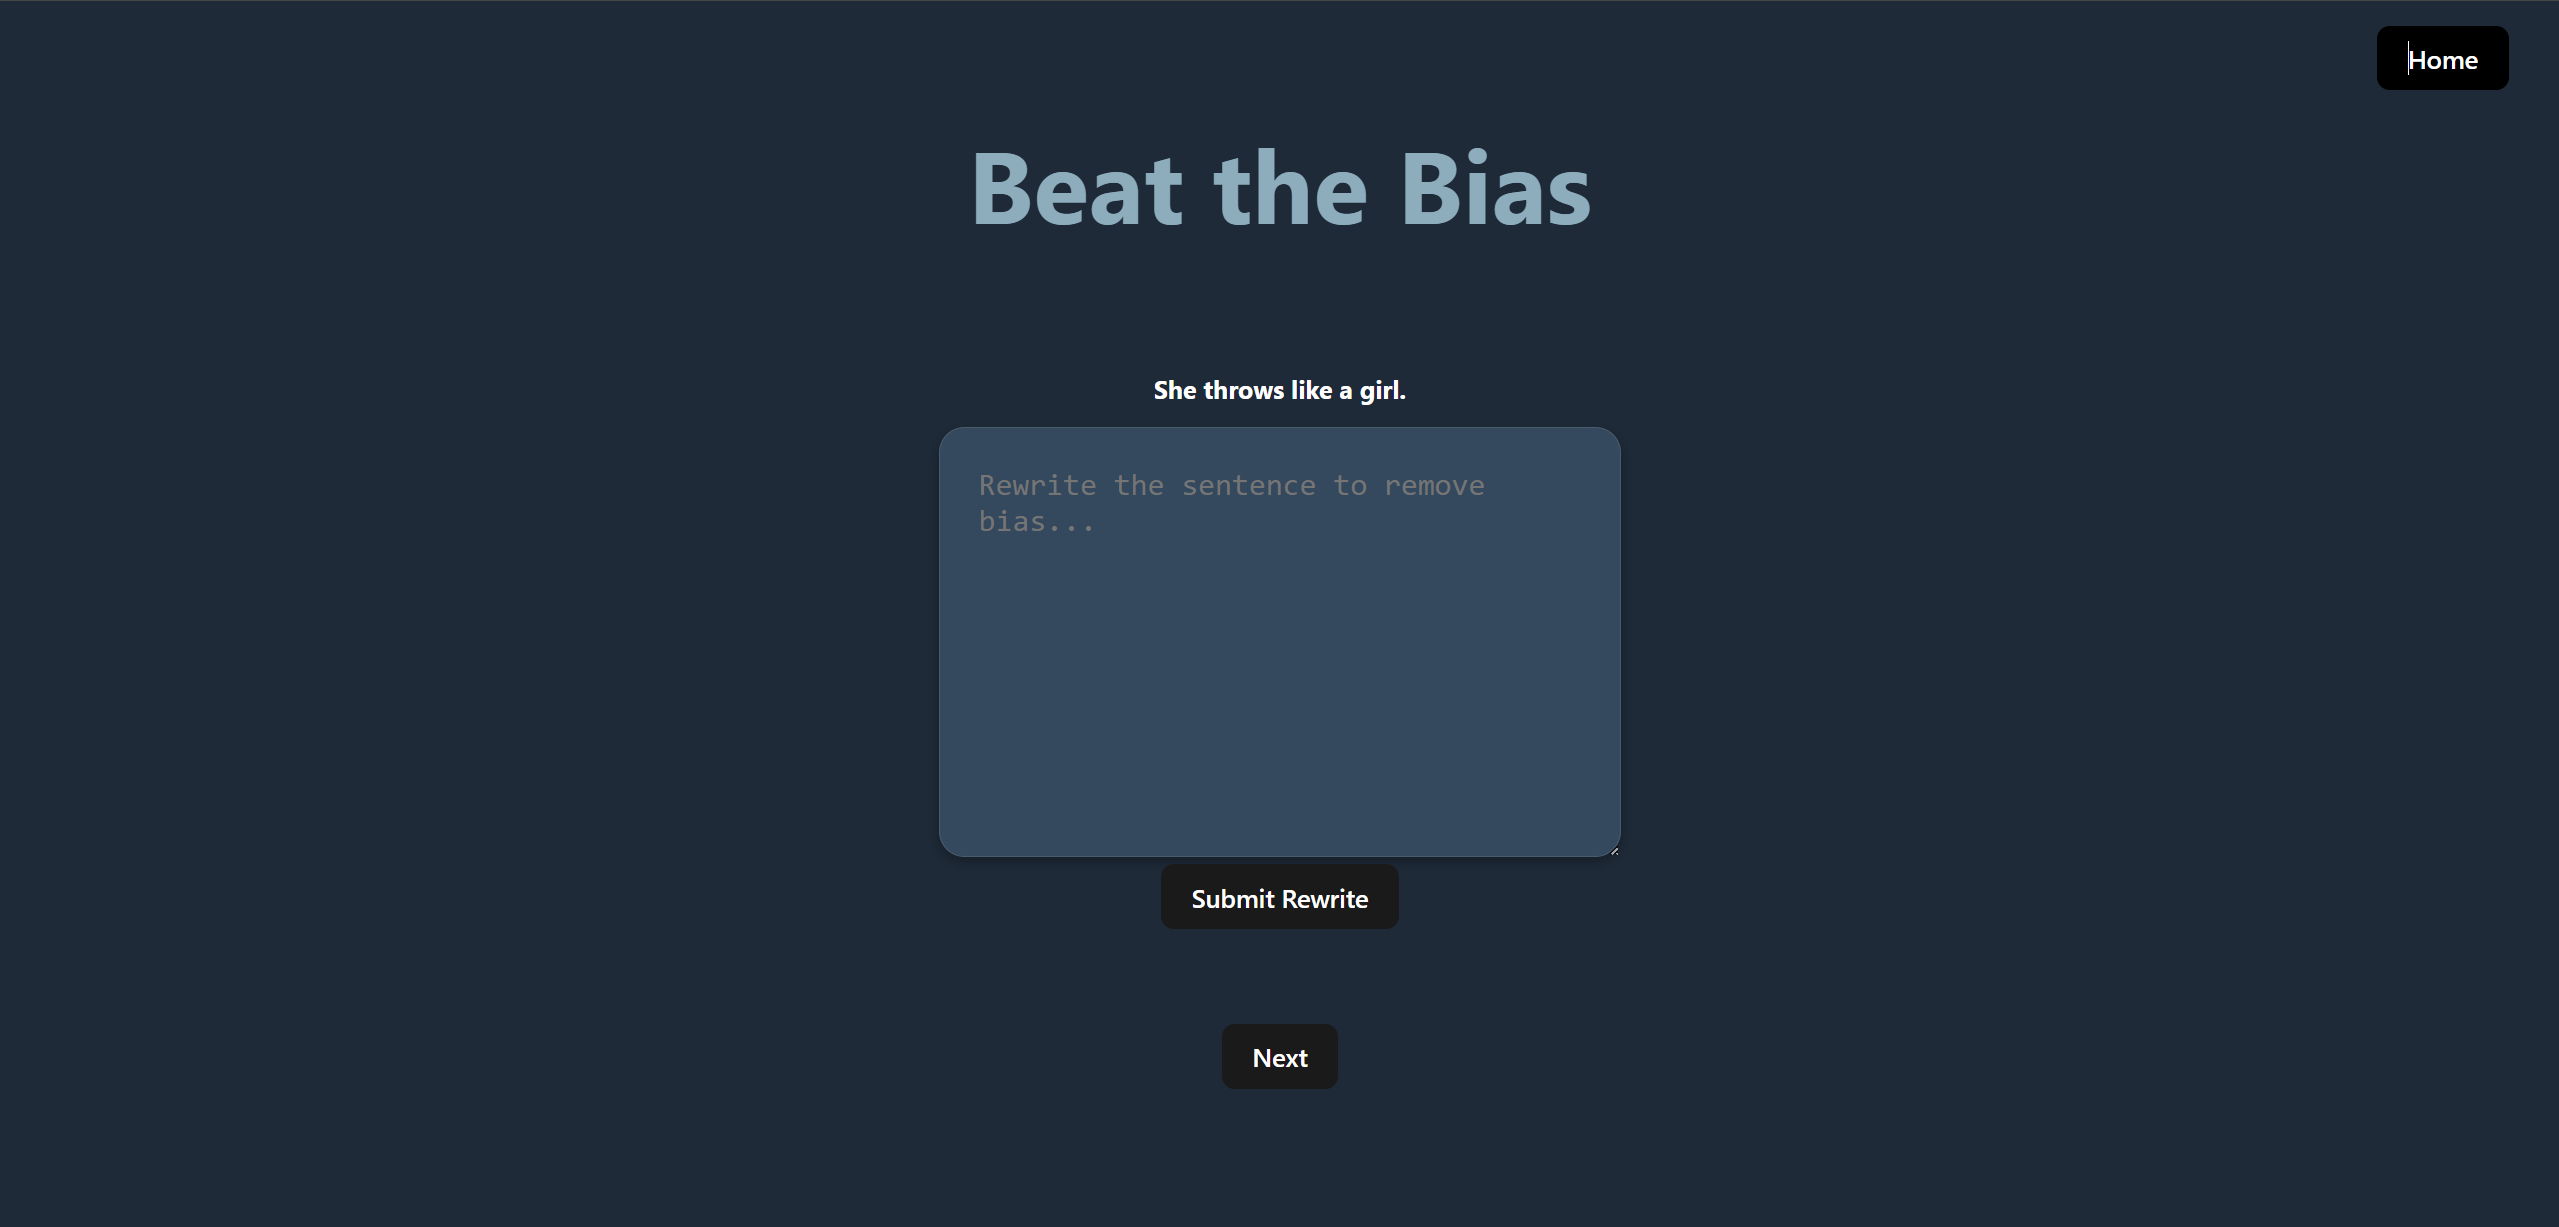 Home
Beat the Bias
She throws like a girl.
Rewrite the sentence to remove
bias...
Submit Rewrite
Next